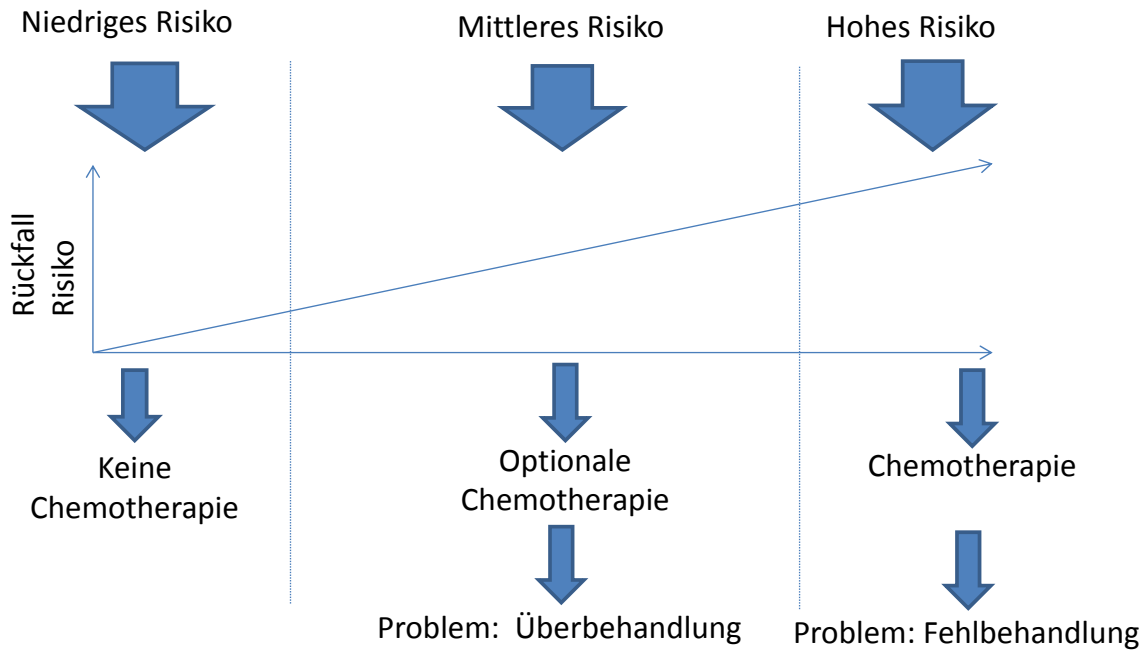 Niedriges Risiko
Mittleres Risiko
Hohes Risiko
Rückfall
Risiko
Keine
Chemotherapie
Optionale
Chemotherapie
Chemotherapie
Problem: Überbehandlung
Problem: Fehlbehandlung